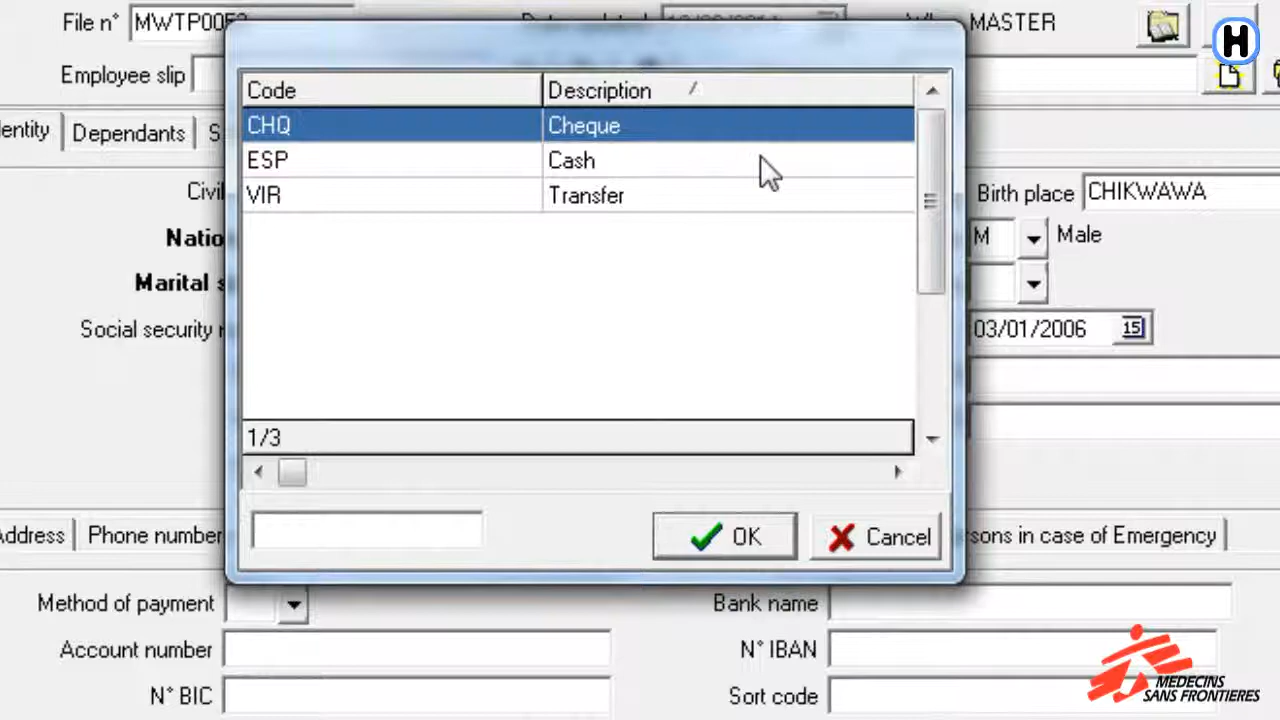 File n° MWTP00 MASTER
H
Employee slip
Code Description
CHQ Cheque
ESP Cash
VIR Transfer
1/3
OK Cancel
dentity Dependants S
Civil Birth place CHIKWAWA
Natio M Male
Marital s
Social security 03/01/2006 15
Address Phone number rsons in case of Emergency
Method of payment Bank name
Account number N° IBAN
N° BIC Sort code
MEDECINS
SANS FRONTIERES